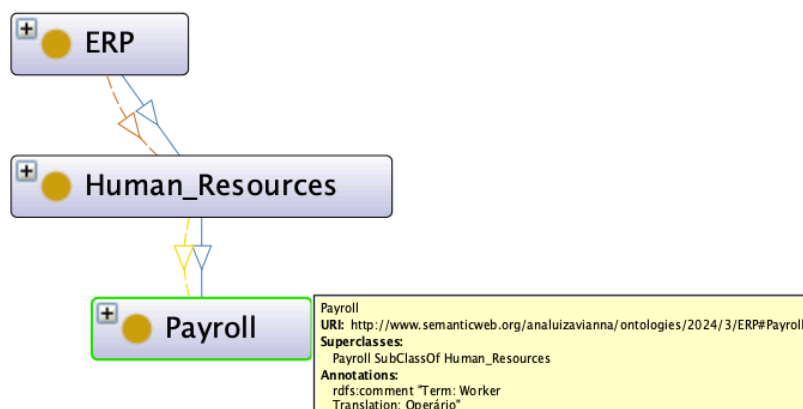 ERP
Human_Resources
Payroll
Payroll
URI: http://www.semanticweb.org/analuizavianna/ontologies/2024/3/ERP#Payroll
Superclasses:
Payroll SubClassOf Human_Resources
Annotations:
rdfs:comment "Term: Worker
Translation: Operário"